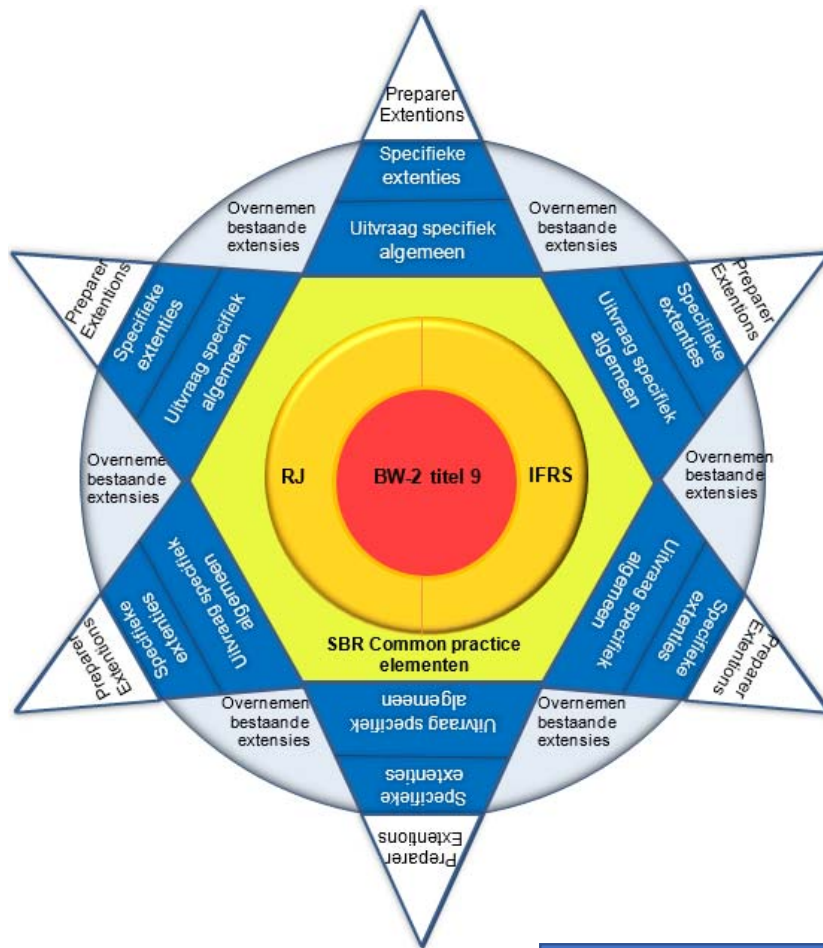 Preparer
Extentions
Specifieke
extenties
Uitvraag specifiek
algemeen
Overnemen
bestaande
extensies
Overnemen
bestaande
extensies
Preparer
Extentions
Specifieke
extenties
Uitvraag specifiek
algemeen
Preparer
Extentions
Specifieke
extenties
Uitvraag specifiek
algemeen
Overneme
bestaande
extensies
RJ
BW-2 titel 9
IFRS
Overnemen
bestaande
extensies
Uitvraag specifiek
algemeen
Specifieke
extenties
Preparer
Extentions
Uitvraag specifiek
algemeen
Specifieke
extenties
Preparer
Extentions
SBR Common practice
elementen
Overnemen
bestaande
extensies
Overnemen
bestaande
extensies
Uitvraag specifiek
algemeen
Specifieke
extenties
Preparer
Extentions